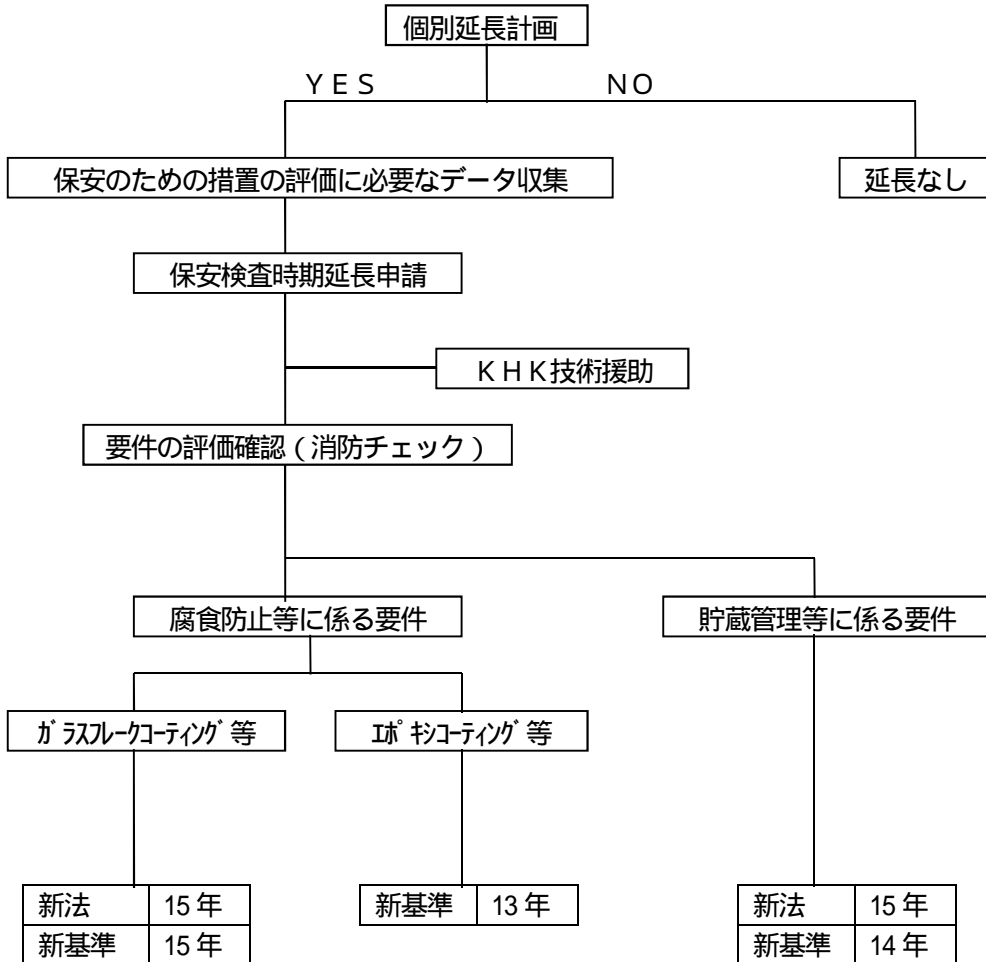 個別延長計画
ＹＥＳ
ＮＯ
保安のための措置の評価に必要なデータ収集
延長なし
保安検査時期延長申請
ＫＨＫ技術援助
要件の評価確認（消防チェック）
腐食防止等に係る要件
貯蔵管理等に係る要件
ｶﾞﾗｽﾌﾚｰｸｺｰﾃｨﾝｸﾞ等
ｴﾎﾟｷｼｺｰﾃｨﾝｸﾞ等
新法 15年
新基準 15年
新基準 13年
新法 15年
新基準 14年